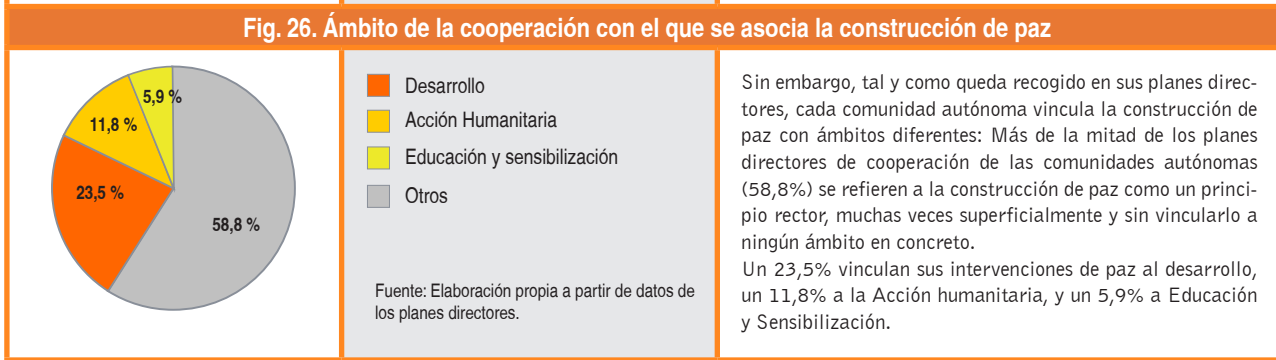 Fig. 26. Ámbito de la cooperación con el que se asocia la construcción de paz
5,9 %
11,8 %
23,5 %
58,8 %
Desarrollo
Acción Humanitaria
Educación y sensibilización
Otros
Fuente: Elaboración propia a partir de datos de
los planes directores.
Sin embargo, tal y como queda recogido en sus planes direc-
tores, cada comunidad autónoma vincula la construcción de
paz con ámbitos diferentes: Más de la mitad de los planes
directores de cooperación de las comunidades autónomas
(58,8%) se refieren a la construcción de paz como un princi-
pio rector, muchas veces superficialmente y sin vincularlo a
ningún ámbito en concreto.
Un 23,5% vinculan sus intervenciones de paz al desarrollo,
un 11,8% a la Acción humanitaria, y un 5,9% a Educación
y Sensibilización.